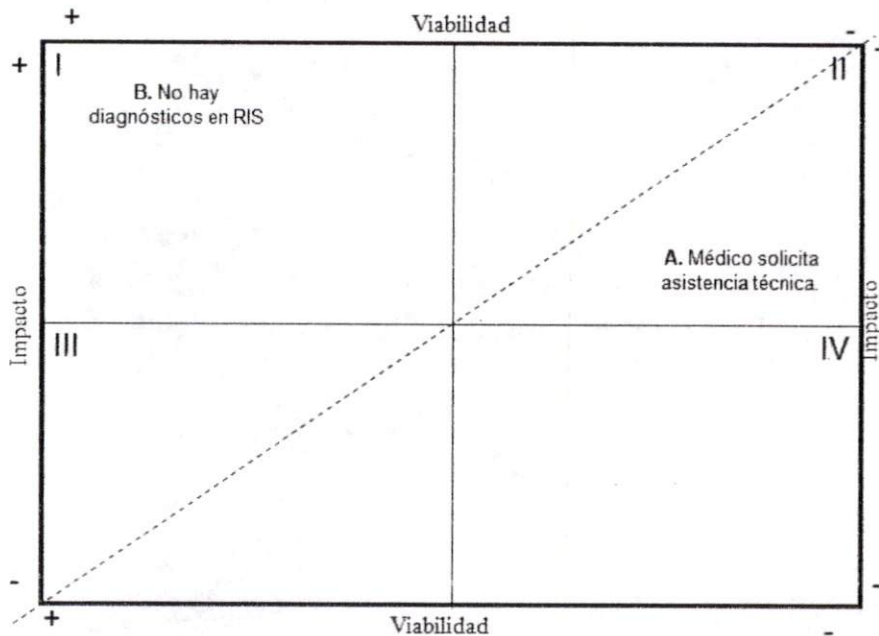 + Viabilidad -
+ I II -
B. No hay
diagnósticos en RIS
A. Médico solicita
asistencia técnica.
Impacto Impacto
III IV
- -
+ Viabilidad -